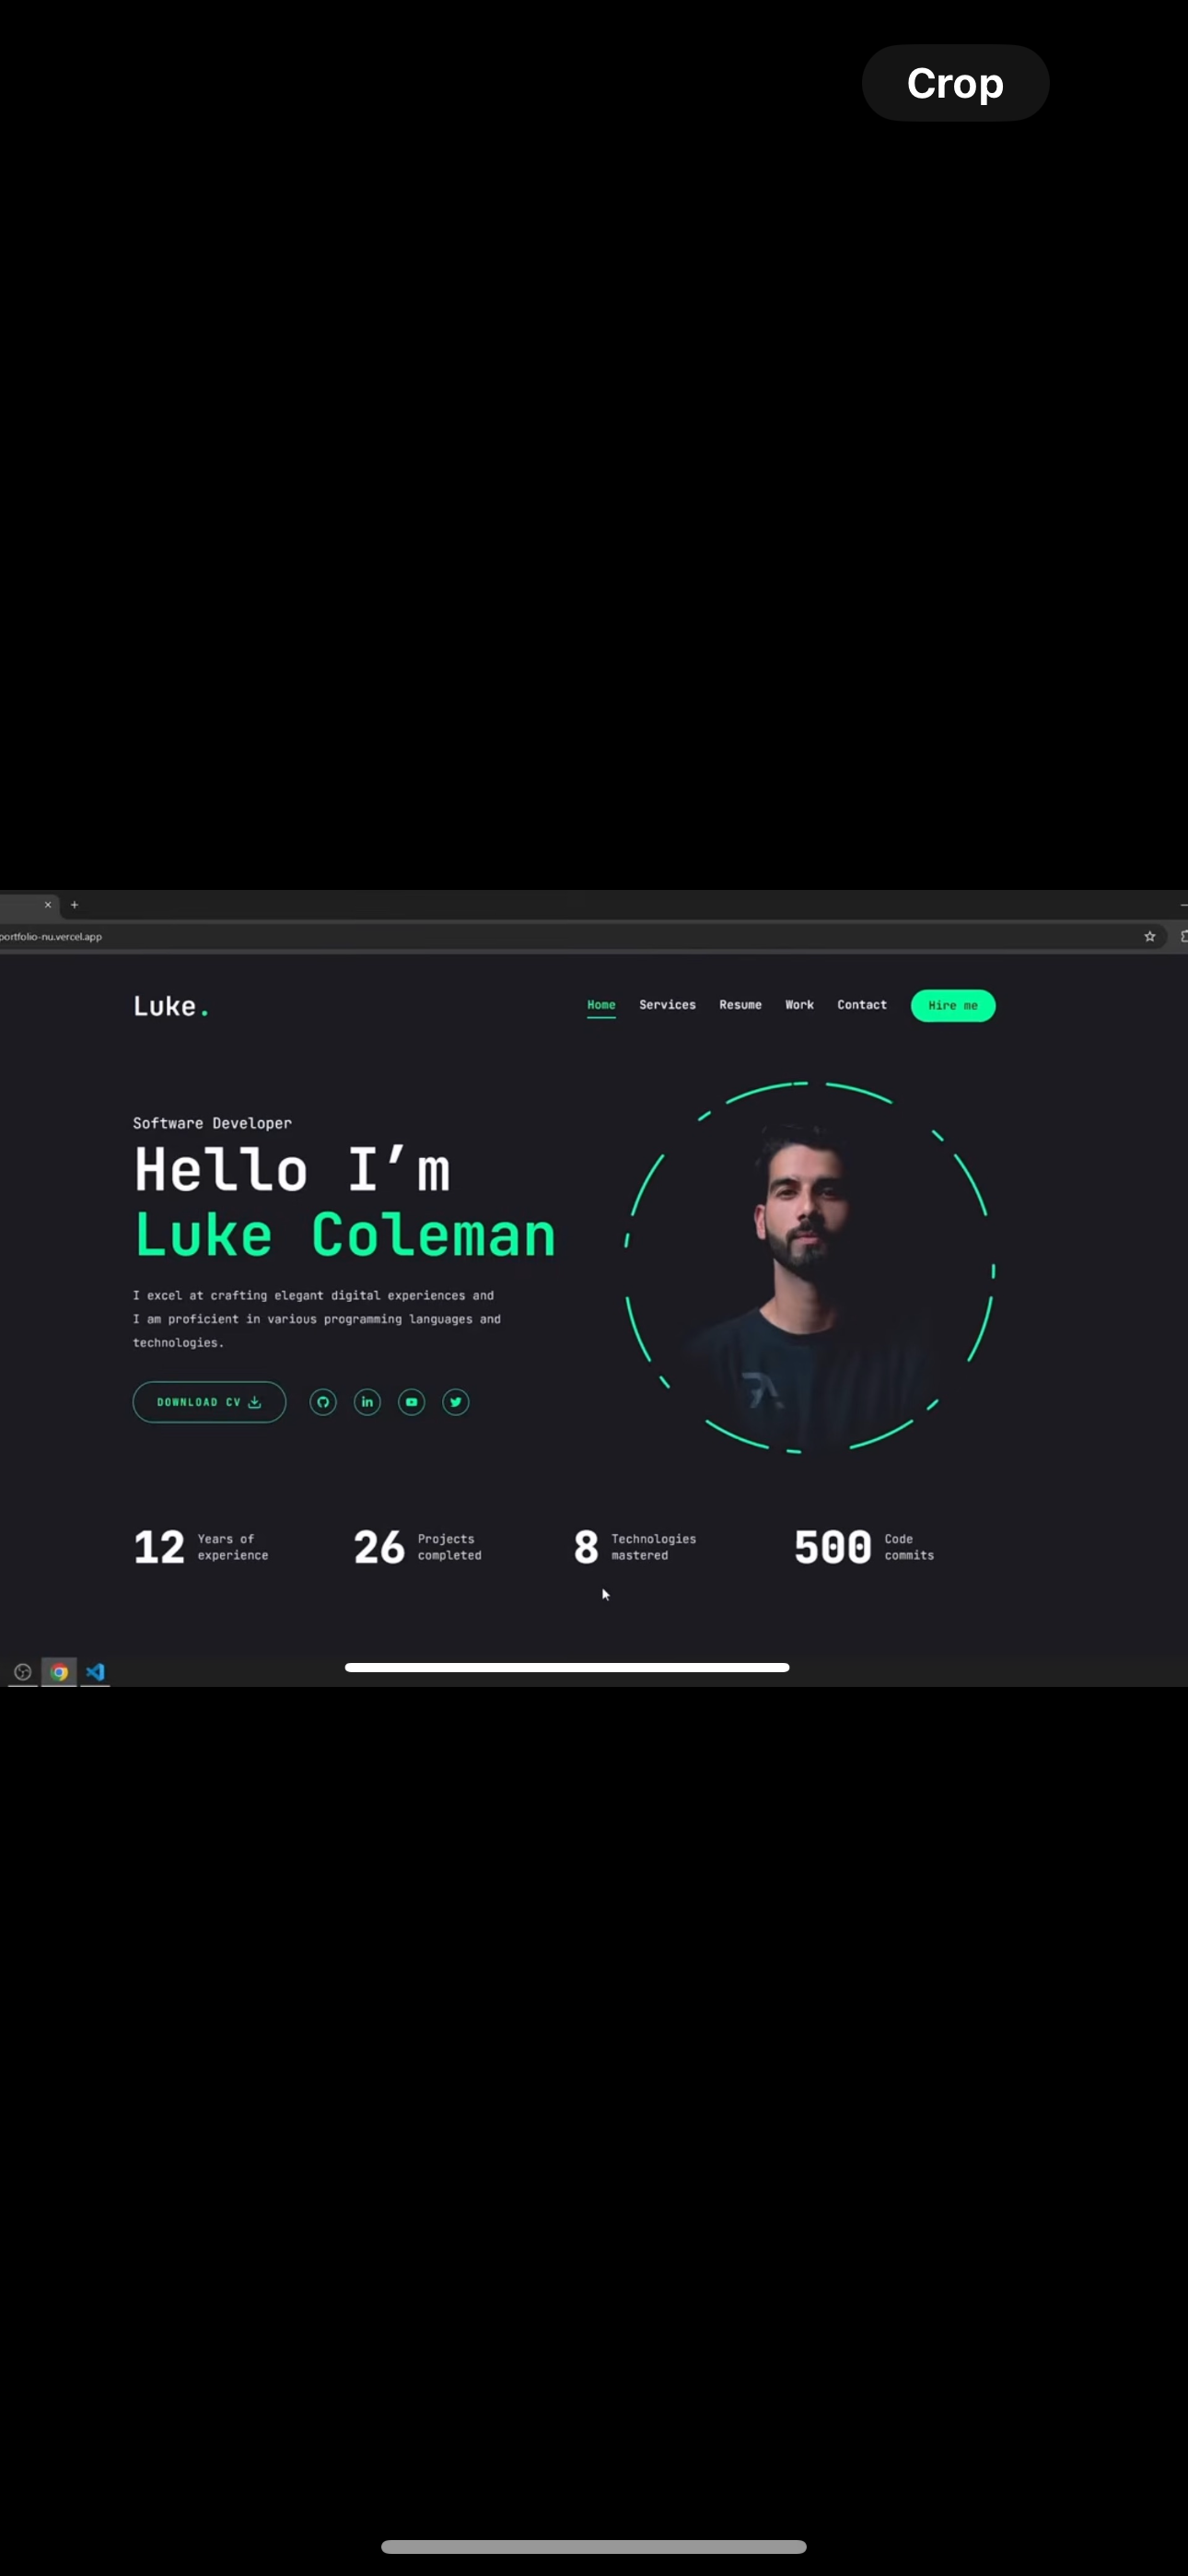 Crop
portfolio-nu.vercel.app
Luke.
Home Services Resume Work Contact Hire me
Software Developer
Hello I’m
Luke Coleman
I excel at crafting elegant digital experiences and
I am proficient in various programming languages and
technologies.
DOWNLOAD CV
in
12 Years of
experience
26 Projects
completed
8 Technologies
mastered
500 Code
commits